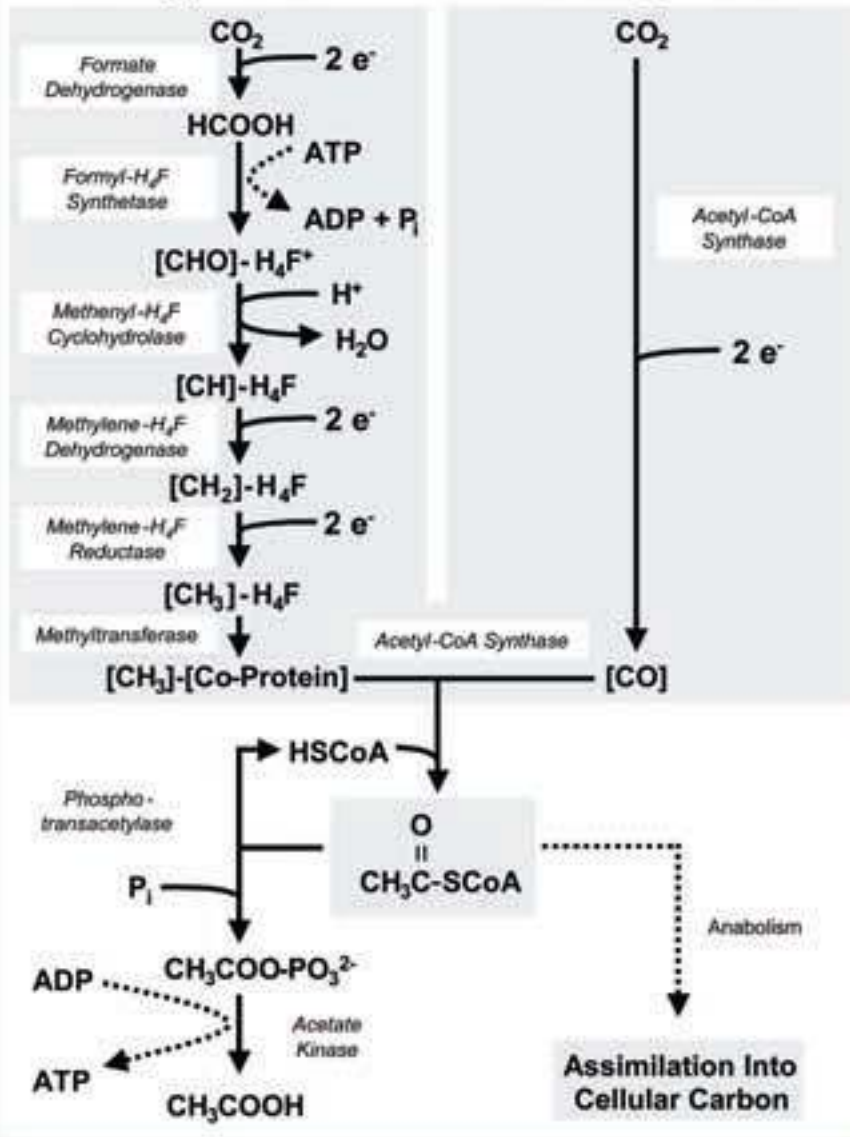 CO₂
Formate
Dehydrogenase
2 e⁻
HCOOH
Formyl-H₄F
Synthetase
ATP
ADP + Pᵢ
[CHO]-H₄F⁺
Methenyl-H₄F
Cyclohydrolase
H⁺
H₂O
[CH]-H₄F
Methylene-H₄F
Dehydrogenase
2 e⁻
[CH₂]-H₄F
Methylene-H₄F
Reductase
2 e⁻
[CH₃]-H₄F
Methyltransferase
[CH₃]-[Co-Protein]
CO₂
Acetyl-CoA
Synthase
2 e⁻
Acetyl-CoA Synthase
[CO]
HSCoA
Phospho-
transacetylase
O
=
CH₃C-SCoA
Pᵢ
Anabolism
CH₃COO-PO₃²⁻
ADP
Acetate
Kinase
ATP
CH₃COOH
Assimilation Into
Cellular Carbon